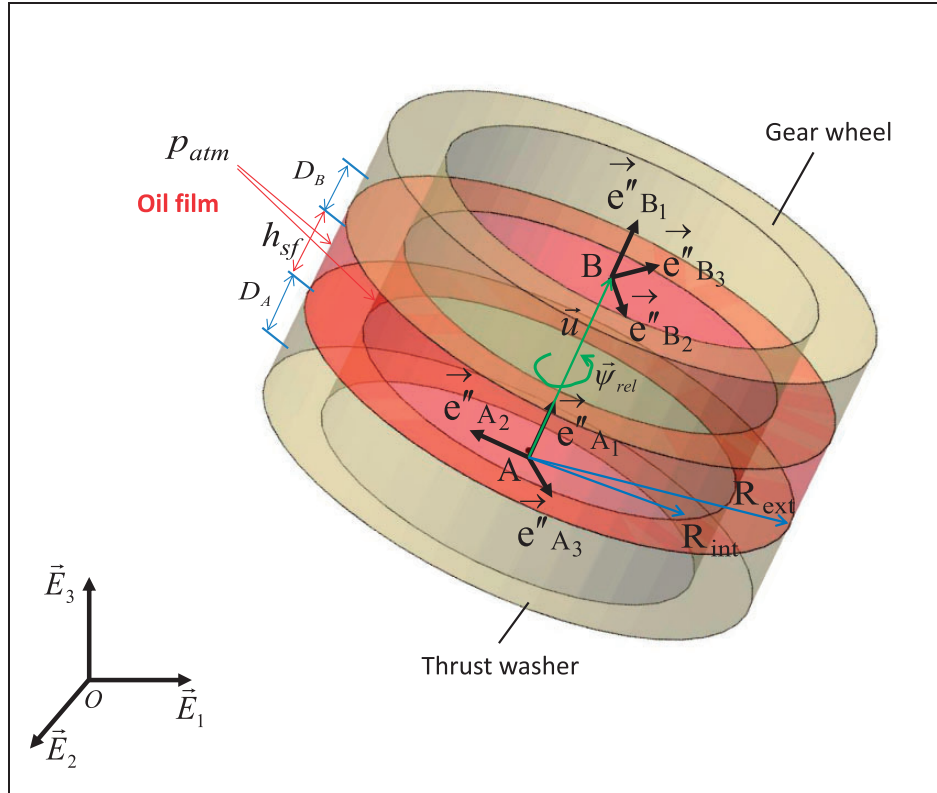 Gear wheel
p_atm
D_B
Oil film
e''_B1
h_sf
B
e''_B3
D_A
u
e''_B2
ψ_rel
e''_A2
e''_A1
A
R_ext
e''_A3
R_int
E_3
Thrust washer
O
E_1
E_2